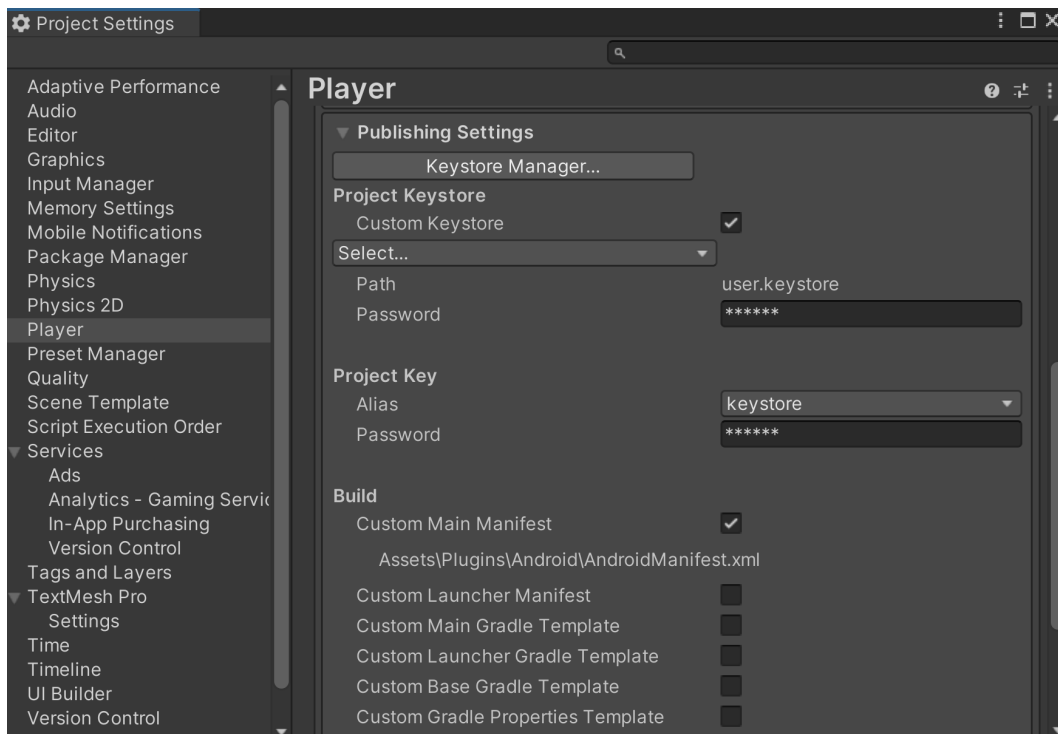 Project Settings
Adaptive Performance
Audio
Editor
Graphics
Input Manager
Memory Settings
Mobile Notifications
Package Manager
Physics
Physics 2D
Player
Preset Manager
Quality
Scene Template
Script Execution Order
Services
Ads
Analytics - Gaming Servic
In-App Purchasing
Version Control
Tags and Layers
TextMesh Pro
Settings
Time
Timeline
UI Builder
Version Control
Player
Publishing Settings
Keystore Manager...
Project Keystore
Custom Keystore
Select...
Path user.keystore
Password ******
Project Key
Alias keystore
Password ******
Build
Custom Main Manifest
Assets\Plugins\Android\AndroidManifest.xml
Custom Launcher Manifest
Custom Main Gradle Template
Custom Launcher Gradle Template
Custom Base Gradle Template
Custom Gradle Properties Template